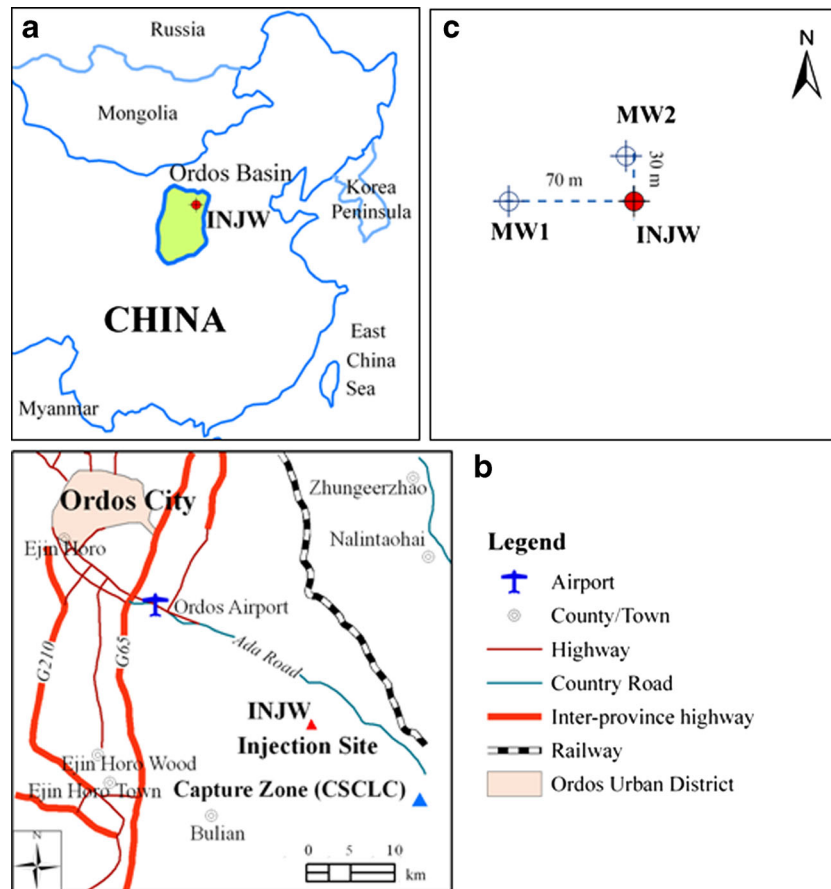 a
Russia
Mongolia
Ordos Basin
INJW
Korea
Peninsula
CHINA
East
China
Sea
Myanmar
c
N
MW2
30 m
70 m
MW1
INJW
b
Ordos City
Zhungeerzhao
Nalintaohai
Ejin Noro
Ordos Airport
G210
G65
Ada Road
INJW
Injection Site
Ejin Horo Wood
Ejin Horo Town
Capture Zone (CSCLC)
Bulian
N
0 5 10
km
Legend
Airport
County/Town
Highway
Country Road
Inter-province highway
Railway
Ordos Urban District